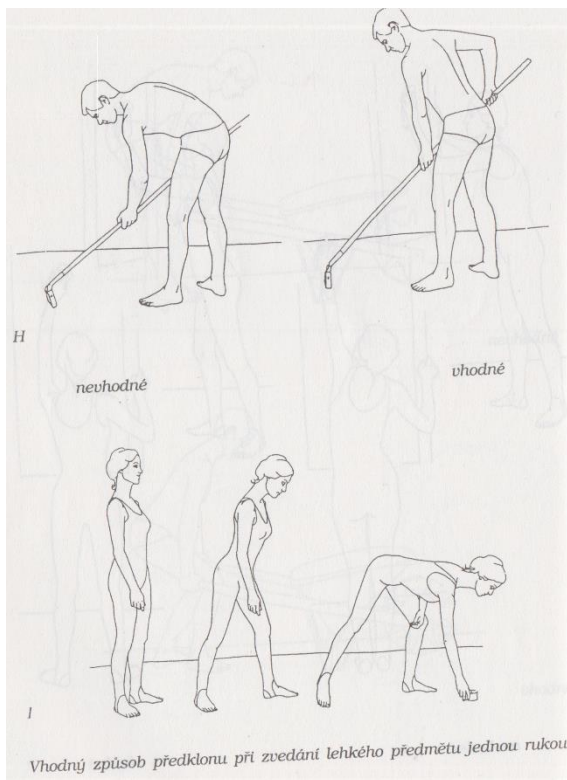 H
nevhodné
vhodné
I
Vhodný způsob předklonu při zvedání lehkého předmětu jednou rukou